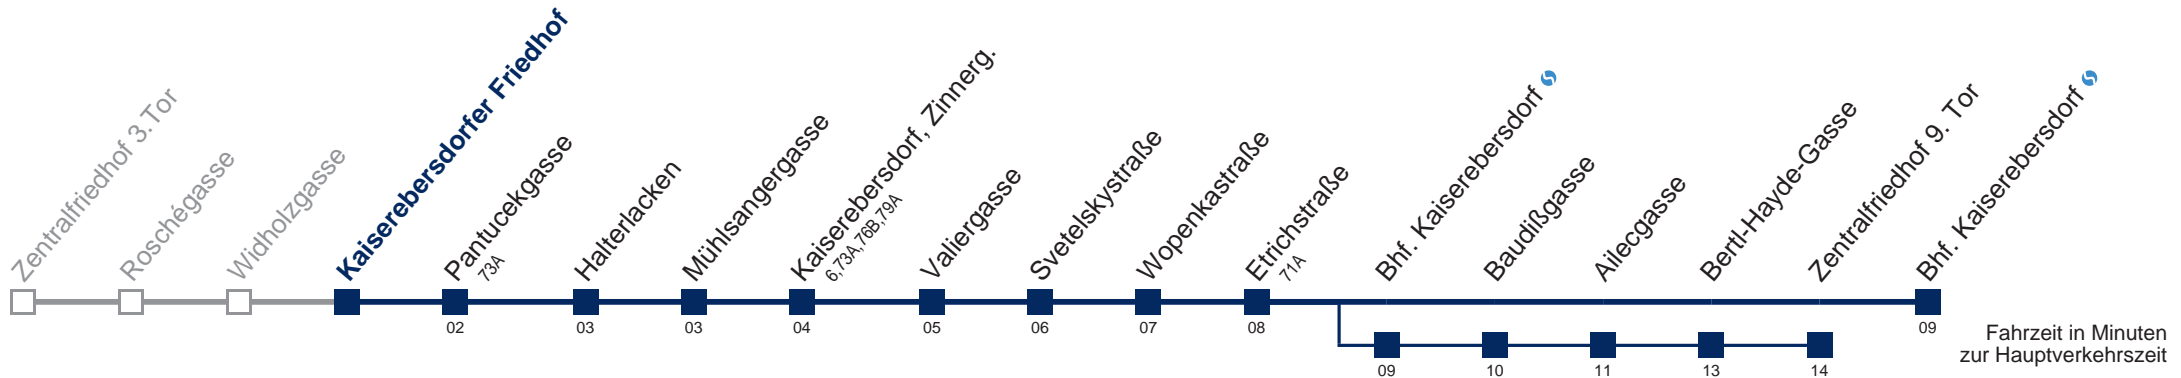 Zentralfriedhof 3. Tor
Roschégasse
Widholzgasse
Kaiserebersdorfer Friedhof
Pantucekgasse
73A
Halterlacken
Mühlsangergasse
Kaiserebersdorf, Zinnerg.
6,73A,76B,79A
Valiergasse
Svetelskystraße
Wopenkastraße
Etrichstraße
71A
Bhf. Kaiserebersdorf
Baudißgasse
Ailecgasse
Bertl-Hayde-Gasse
Zentralfriedhof 9. Tor
Bhf. Kaiserebersdorf
02
03
03
04
05
06
07
08
09
09
10
11
13
14
Fahrzeit in Minuten
zur Hauptverkehrszeit